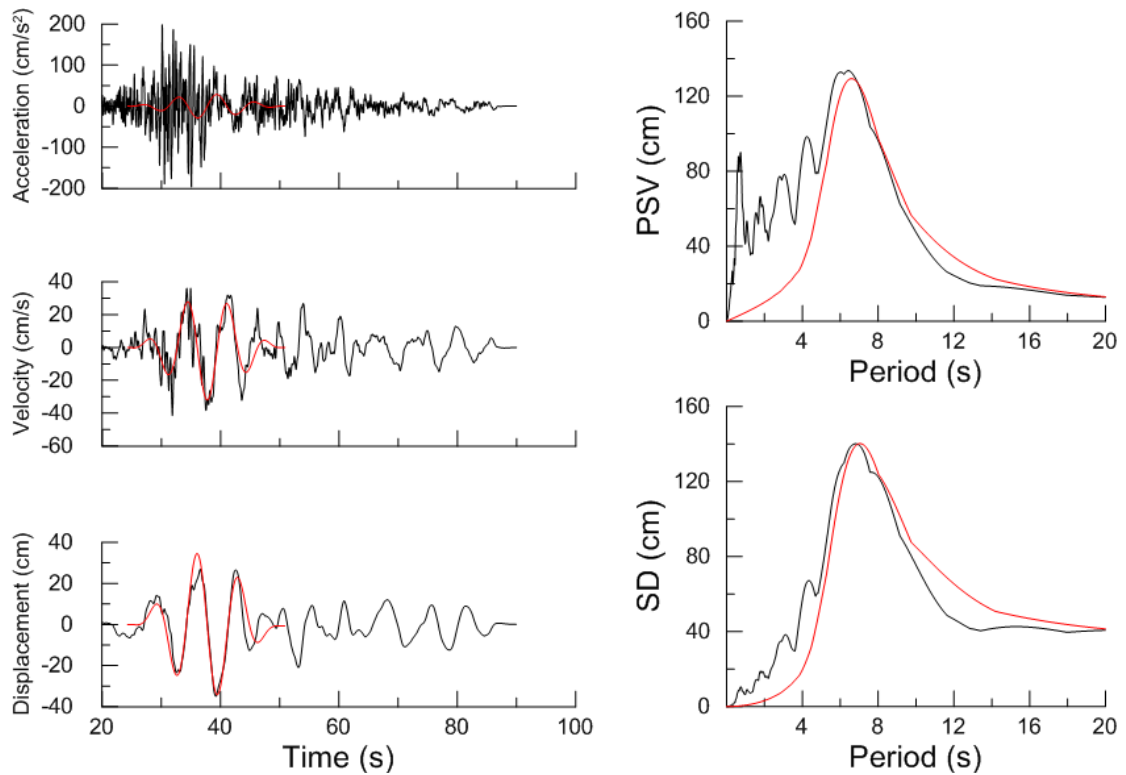 Acceleration (cm/s²)
200
100
0
-100
-200
Velocity (cm/s)
40
20
0
-20
-40
-60
Displacement (cm)
40
20
0
-20
-40
20 40 60 80 100
Time (s)
PSV (cm)
160
120
80
40
0
4 8 12 16 20
Period (s)
SD (cm)
160
120
80
40
0
4 8 12 16 20
Period (s)